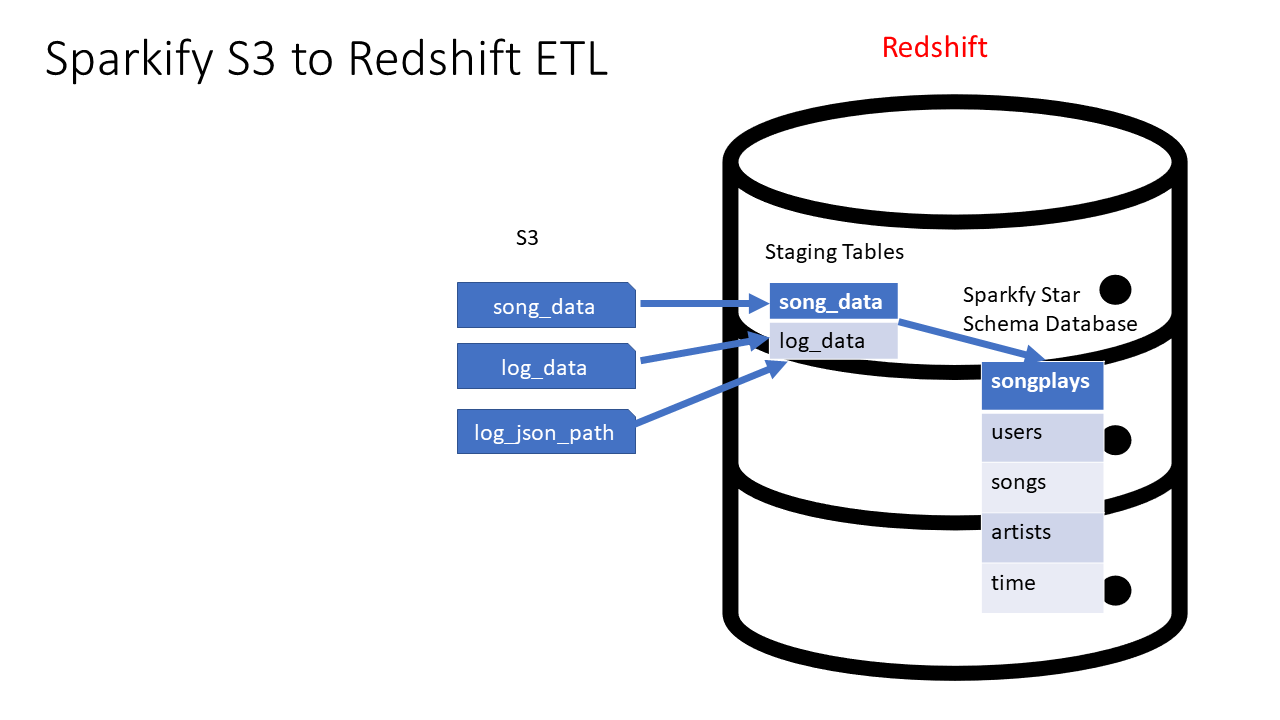 Sparkify S3 to Redshift ETL
Redshift
S3
song_data
log_data
log_json_path
Staging Tables
song_data
log_data
Sparkfy Star
Schema Database
songplays
users
songs
artists
time